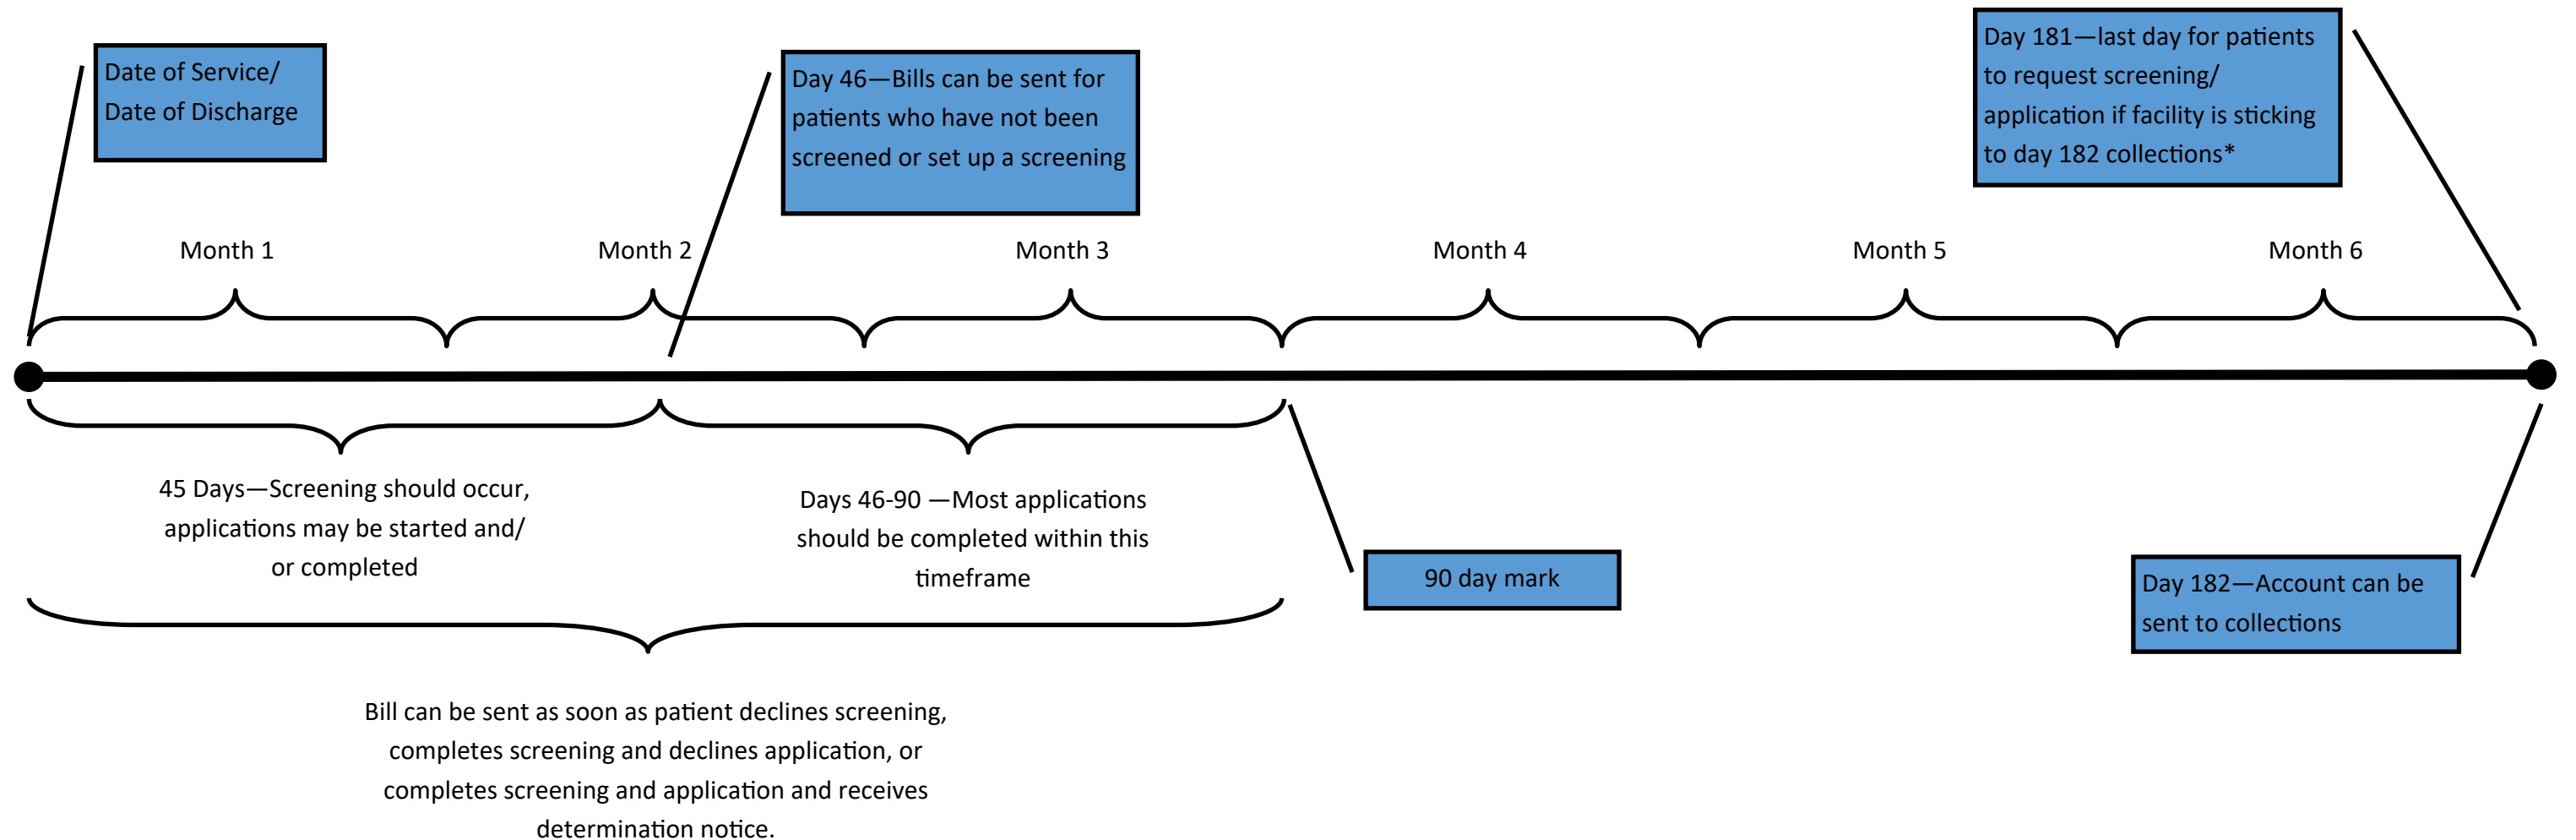 Date of Service/
Date of Discharge
Day 46—Bills can be sent for
patients who have not been
screened or set up a screening
Day 181—last day for patients
to request screening/
application if facility is sticking
to day 182 collections*
Month 1
Month 2
Month 3
Month 4
Month 5
Month 6
45 Days—Screening should occur,
applications may be started and/
or completed
Days 46-90 —Most applications
should be completed within this
timeframe
90 day mark
Day 182—Account can be
sent to collections
Bill can be sent as soon as patient declines screening,
completes screening and declines application, or
completes screening and application and receives
determination notice.